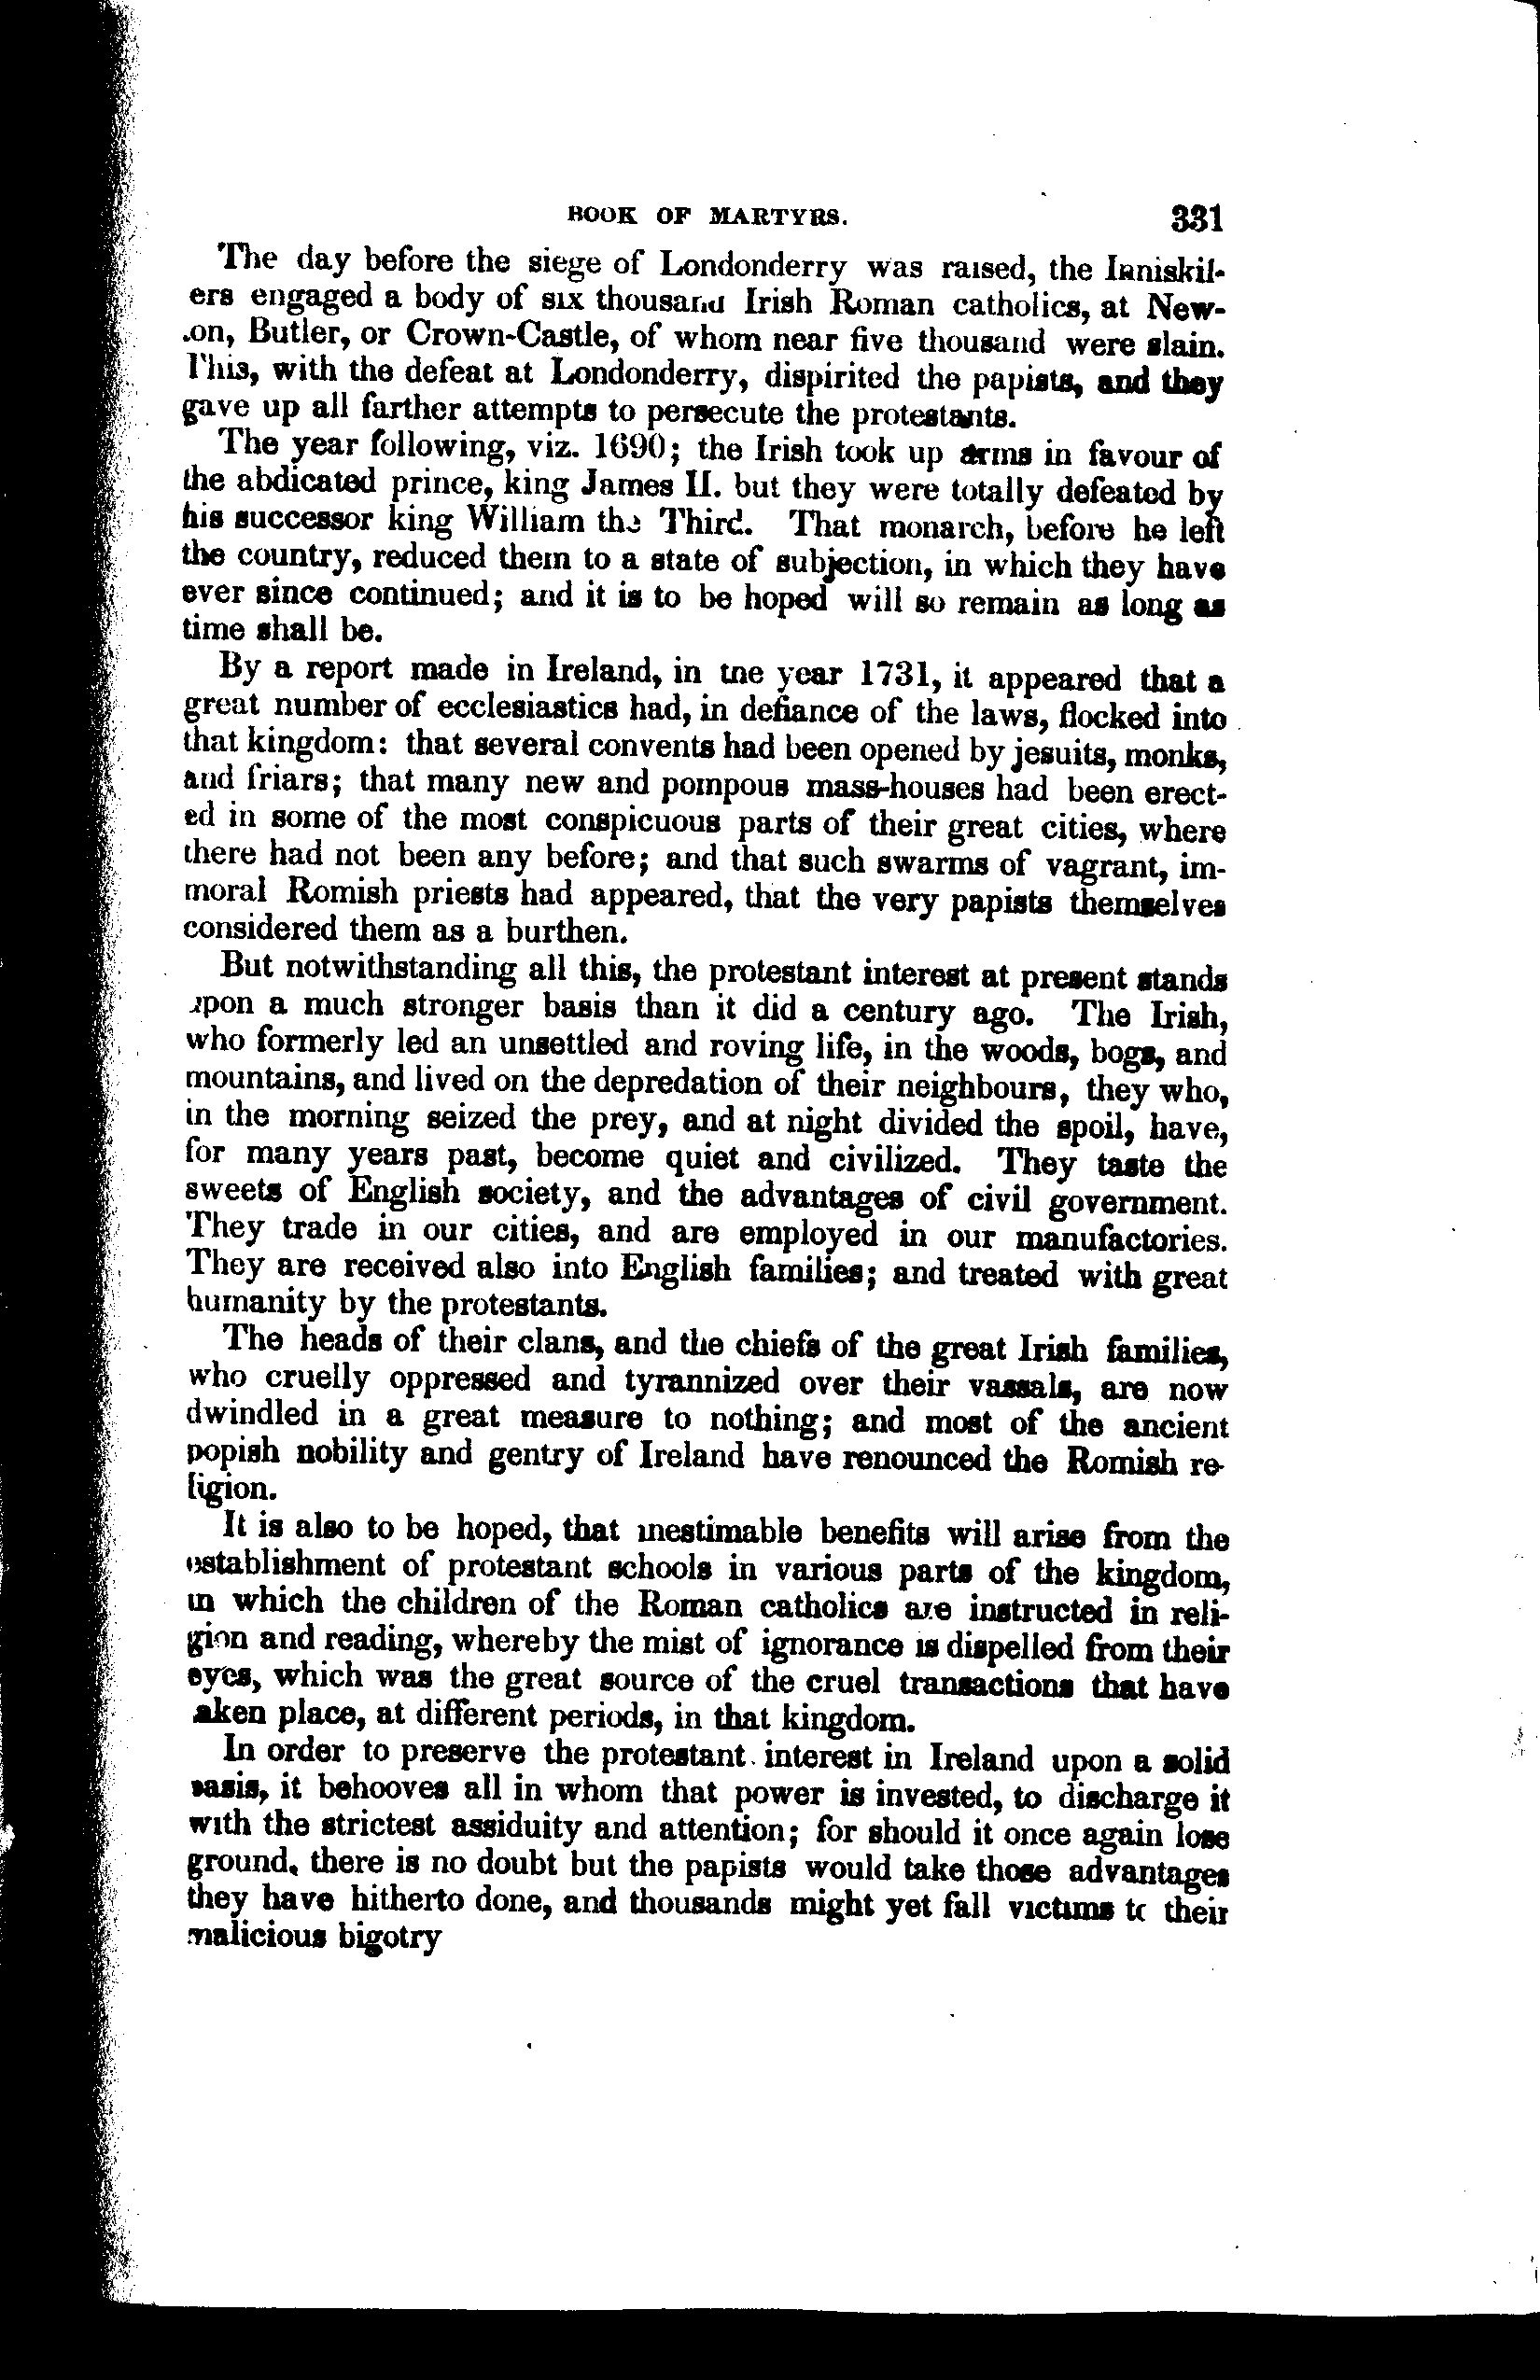 BOOK OF MARTYRS. 331
The day before the siege of Londonderry was raised, the Inniskil-
ers engaged a body of six thousand Irish Roman catholics, at New-
.on, Butler, or Crown-Castle, of whom near five thousand were slain.
This, with the defeat at Londonderry, dispirited the papists, and they
gave up all farther attempts to persecute the protestants.
The year following, viz. 1690; the Irish took up arms in favour of
the abdicated prince, king James II. but they were totally defeated by
his successor king William the Third. That monarch, before he left
the country, reduced them to a state of subjection, in which they have
ever since continued; and it is to be hoped will so remain as long as
time shall be.
By a report made in Ireland, in the year 1731, it appeared that a
great number of ecclesiastics had, in defiance of the laws, flocked into
that kingdom: that several convents had been opened by jesuits, monks,
and friars; that many new and pompous mass-houses had been erect-
ed in some of the most conspicuous parts of their great cities, where
there had not been any before; and that such swarms of vagrant, im-
moral Romish priests had appeared, that the very papists themselves
considered them as a burthen.
But notwithstanding all this, the protestant interest at present stands
upon a much stronger basis than it did a century ago. The Irish,
who formerly led an unsettled and roving life, in the woods, bogs, and
mountains, and lived on the depredation of their neighbours, they who,
in the morning seized the prey, and at night divided the spoil, have,
for many years past, become quiet and civilized. They taste the
sweets of English society, and the advantages of civil government.
They trade in our cities, and are employed in our manufactories.
They are received also into English families; and treated with great
humanity by the protestants.
The heads of their clans, and the chiefs of the great Irish families,
who cruelly oppressed and tyrannized over their vassals, are now
dwindled in a great measure to nothing; and most of the ancient
popish nobility and gentry of Ireland have renounced the Romish re-
ligion.
It is also to be hoped, that inestimable benefits will arise from the
establishment of protestant schools in various parts of the kingdom,
in which the children of the Roman catholics are instructed in reli-
gion and reading, whereby the mist of ignorance is dispelled from their
eyes, which was the great source of the cruel transactions that have
aken place, at different periods, in that kingdom.
In order to preserve the protestant interest in Ireland upon a solid
basis, it behooves all in whom that power is invested, to discharge it
with the strictest assiduity and attention; for should it once again lose
ground, there is no doubt but the papists would take those advantages
they have hitherto done, and thousands might yet fall victims to their
malicious bigotry